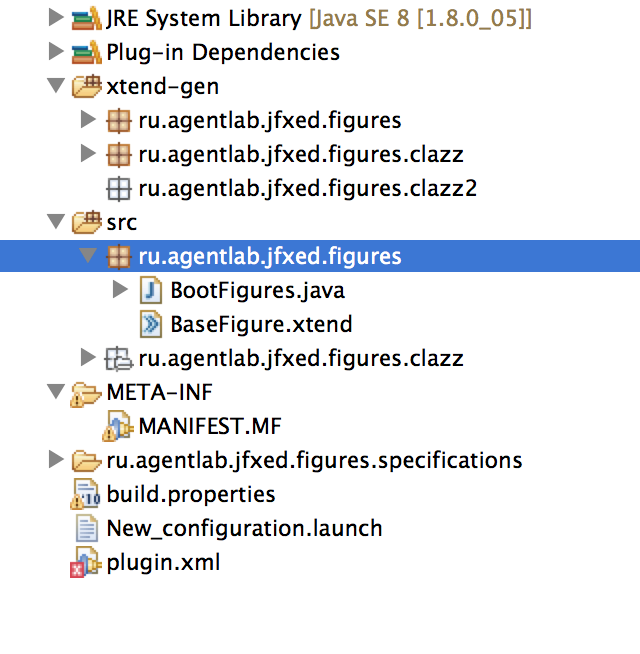 JRE System Library [Java SE 8 [1.8.0_05]]
Plug-in Dependencies
xtend-gen
ru.agentlab.jfxed.figures
ru.agentlab.jfxed.figures.clazz
ru.agentlab.jfxed.figures.clazz2
src
ru.agentlab.jfxed.figures
BootFigures.java
BaseFigure.xtend
ru.agentlab.jfxed.figures.clazz
META-INF
MANIFEST.MF
ru.agentlab.jfxed.figures.specifications
build.properties
New_configuration.launch
plugin.xml